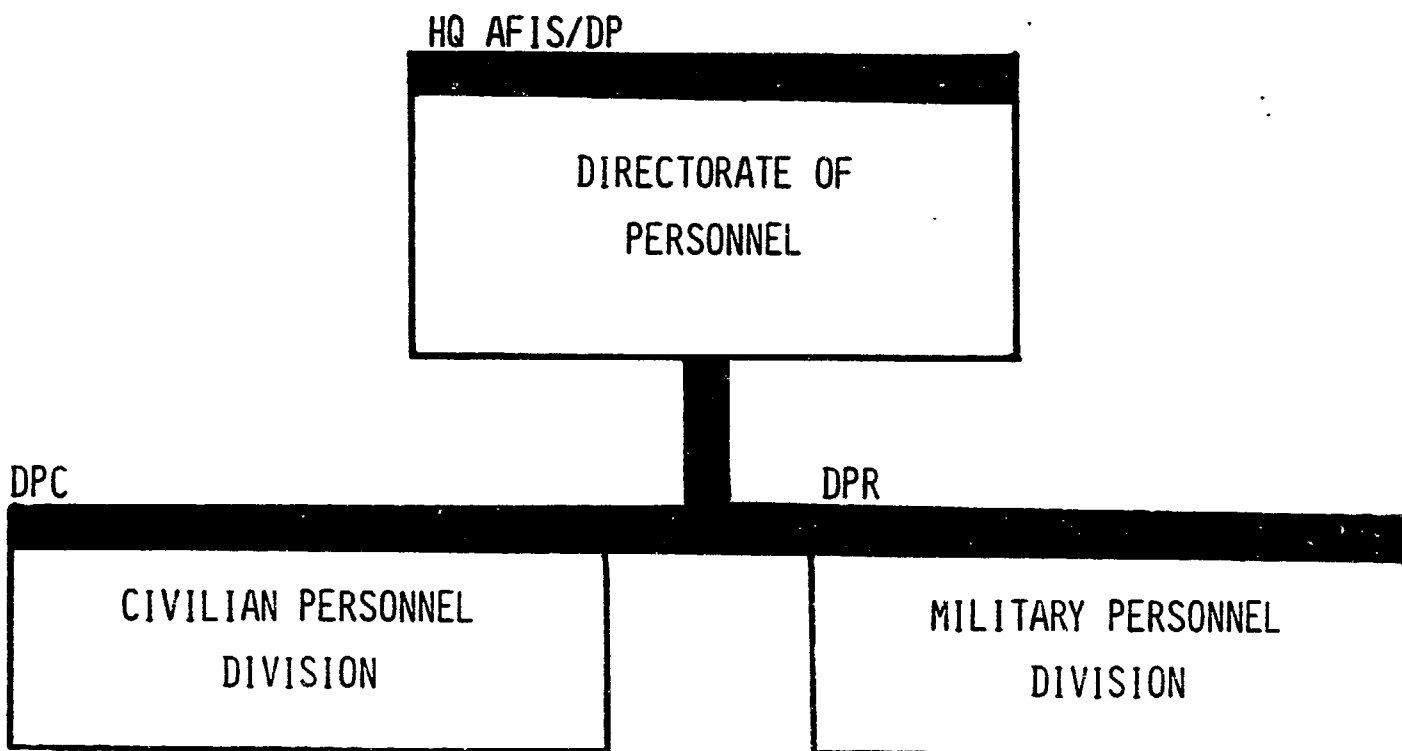 HQ AFIS/DP
DIRECTORATE OF
PERSONNEL
DPC
DPR
CIVILIAN PERSONNEL
DIVISION
MILITARY PERSONNEL
DIVISION